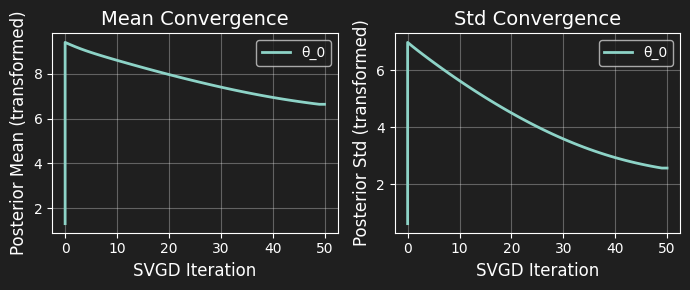 Mean Convergence
Posterior Mean (transformed)
8
6
4
2
θ_0
0 10 20 30 40 50
SVGD Iteration
Std Convergence
Posterior Std (transformed)
6
4
2
θ_0
0 10 20 30 40 50
SVGD Iteration